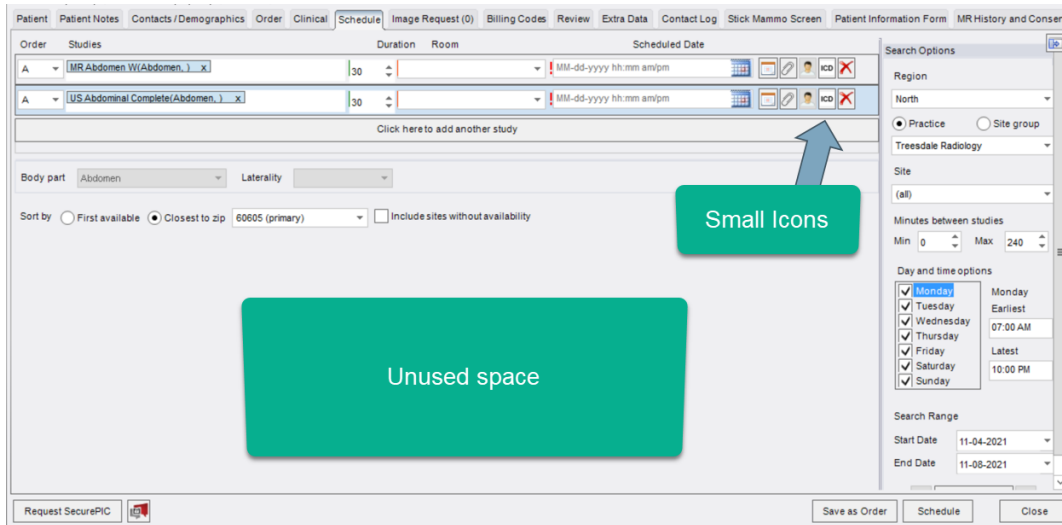 Patient Patient Notes Contacts / Demographics Order Clinical Schedule Image Request (0) Billing Codes Review Extra Data Contact Log Stick Mammo Screen Patient Information Form MR History and Conser
Order Studies Duration Room Scheduled Date
A MR Abdomen W(Abdomen, ) x 30 ! MM-dd-yyyy hh:mm am/pm ICD
A US Abdominal Complete(Abdomen, ) x 30 ! MM-dd-yyyy hh:mm am/pm ICD
Click here to add another study
Body part Abdomen Laterality
Sort by First available Closest to zip 60605 (primary) Include sites without availability
Small Icons
Unused space
Search Options
Region
North
Practice Site group
Treesdale Radiology
Site
(all)
Minutes between studies
Min 0 Max 240
Day and time options
Monday Monday
Tuesday Earliest
Wednesday 07:00 AM
Thursday
Friday Latest
Saturday 10:00 PM
Sunday
Search Range
Start Date 11-04-2021
End Date 11-08-2021
Request SecurePIC Save as Order Schedule Close